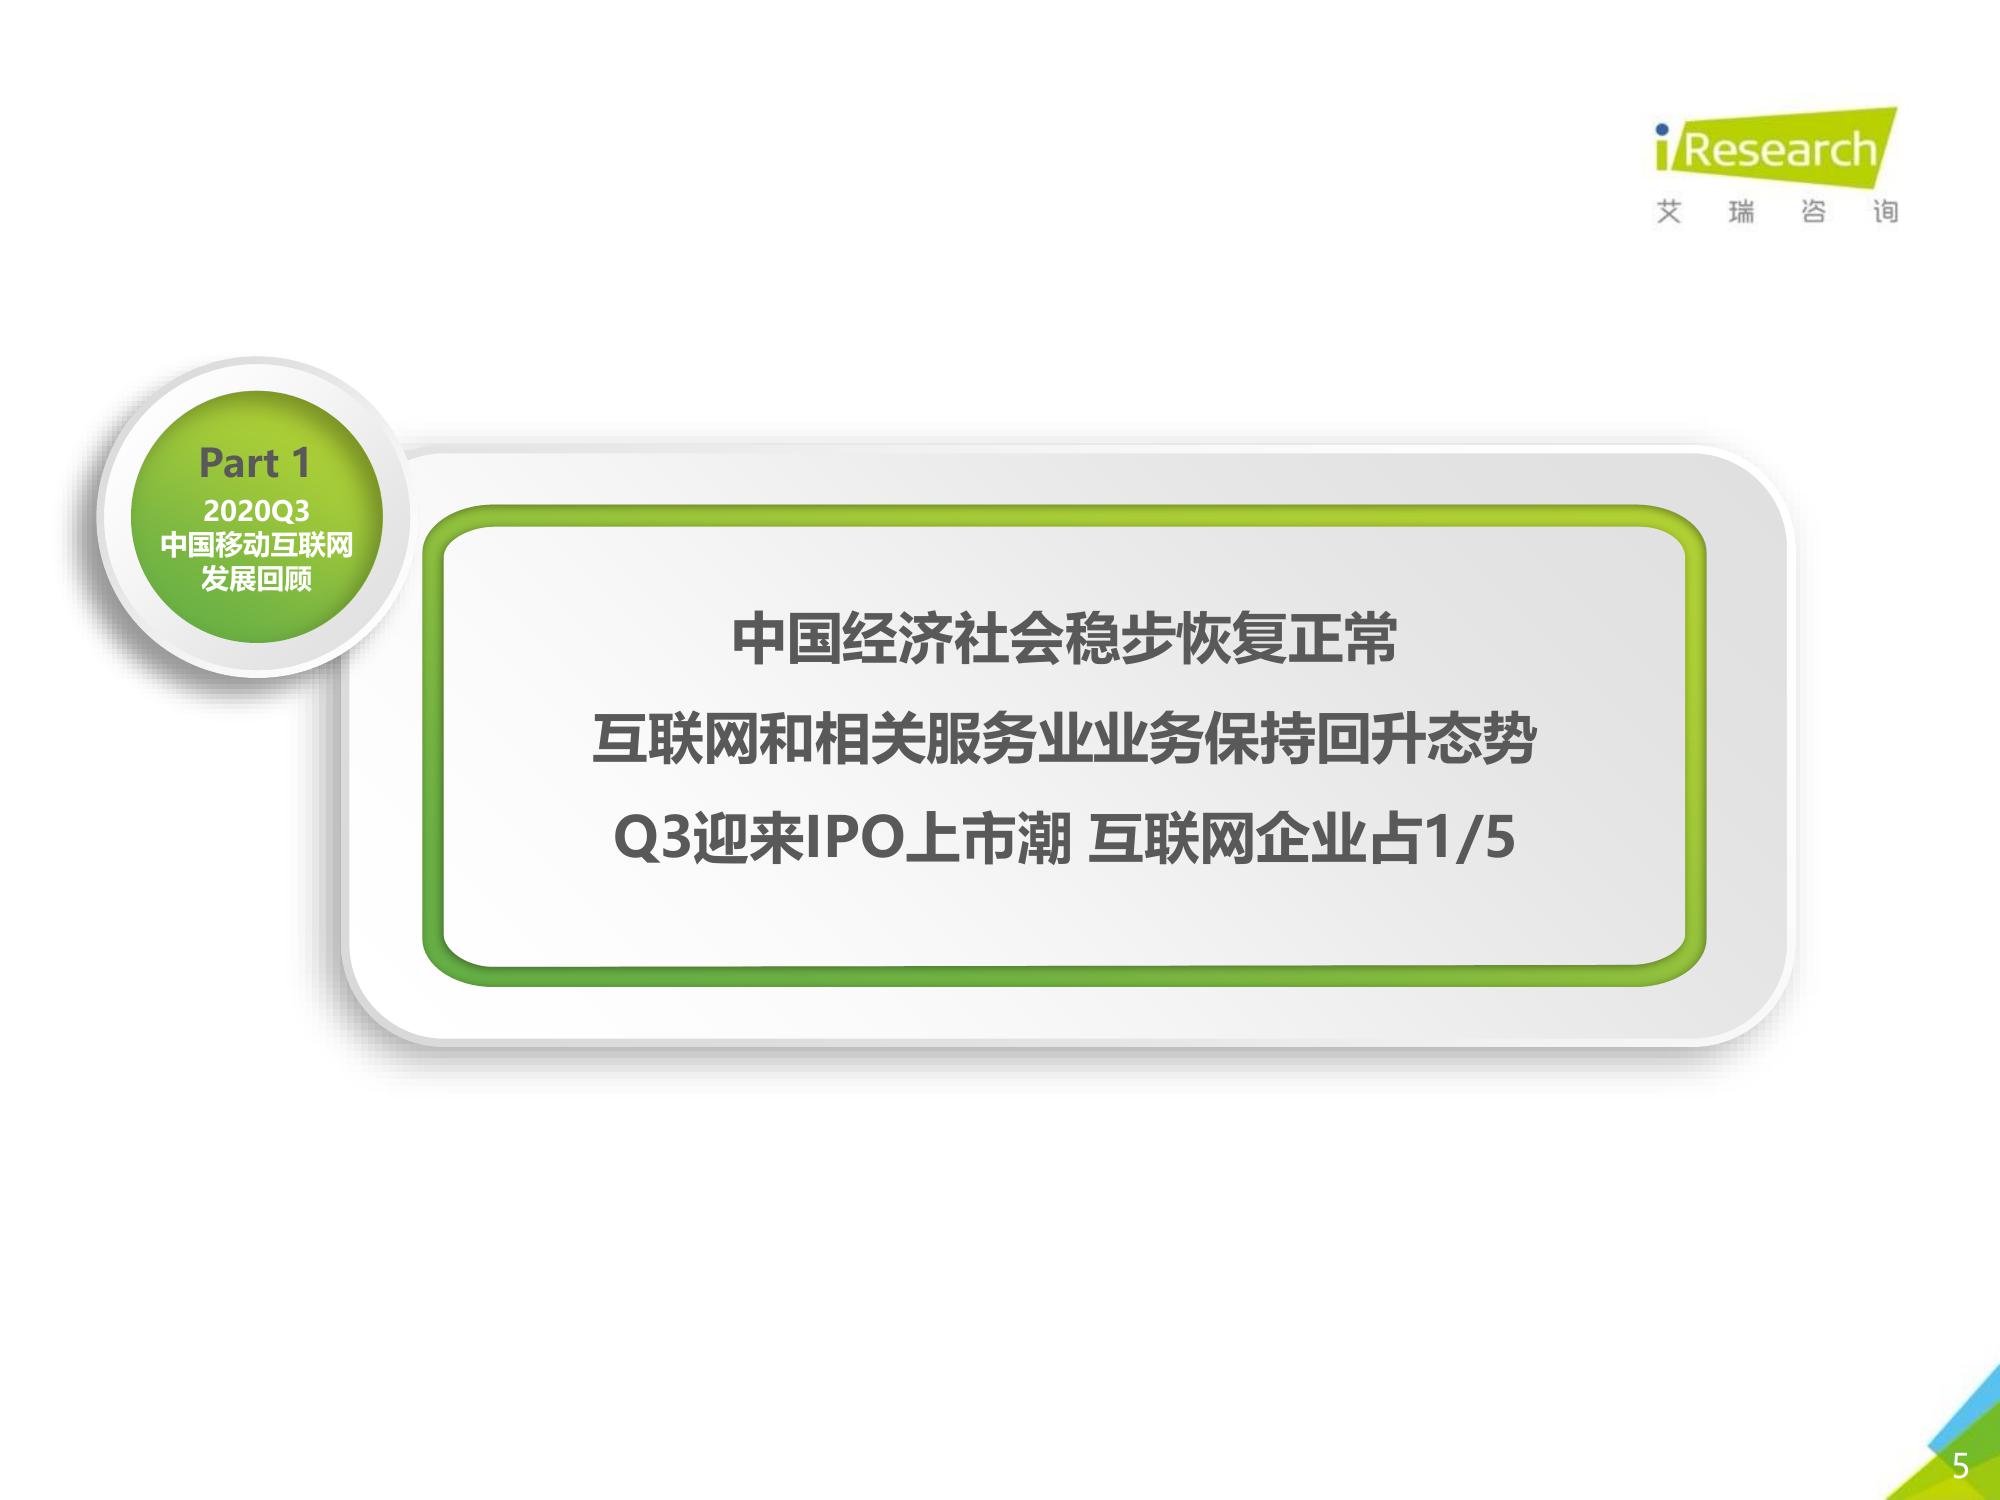 iResearch
艾瑞咨询
Part 1
2020Q3
中国移动互联网
发展回顾
中国经济社会稳步恢复正常
互联网和相关服务业业务保持回升态势
Q3迎来IPO上市潮 互联网企业占1/5
5